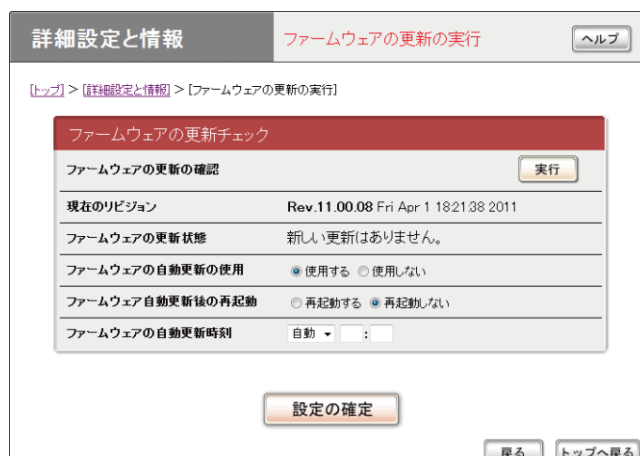 詳細設定と情報 ファームウェアの更新の実行 ヘルプ
[トップ] > [詳細設定と情報] > [ファームウェアの更新の実行]
ファームウェアの更新チェック
ファームウェアの更新の確認 実行
現在のリビジョン Rev.11.00.08 Fri Apr 1 18:21:38 2011
ファームウェアの更新状態 新しい更新はありません。
ファームウェアの自動更新の使用 使用する 使用しない
ファームウェア自動更新後の再起動 再起動する 再起動しない
ファームウェアの自動更新時刻 自動 :
設定の確定
戻る トップへ戻る